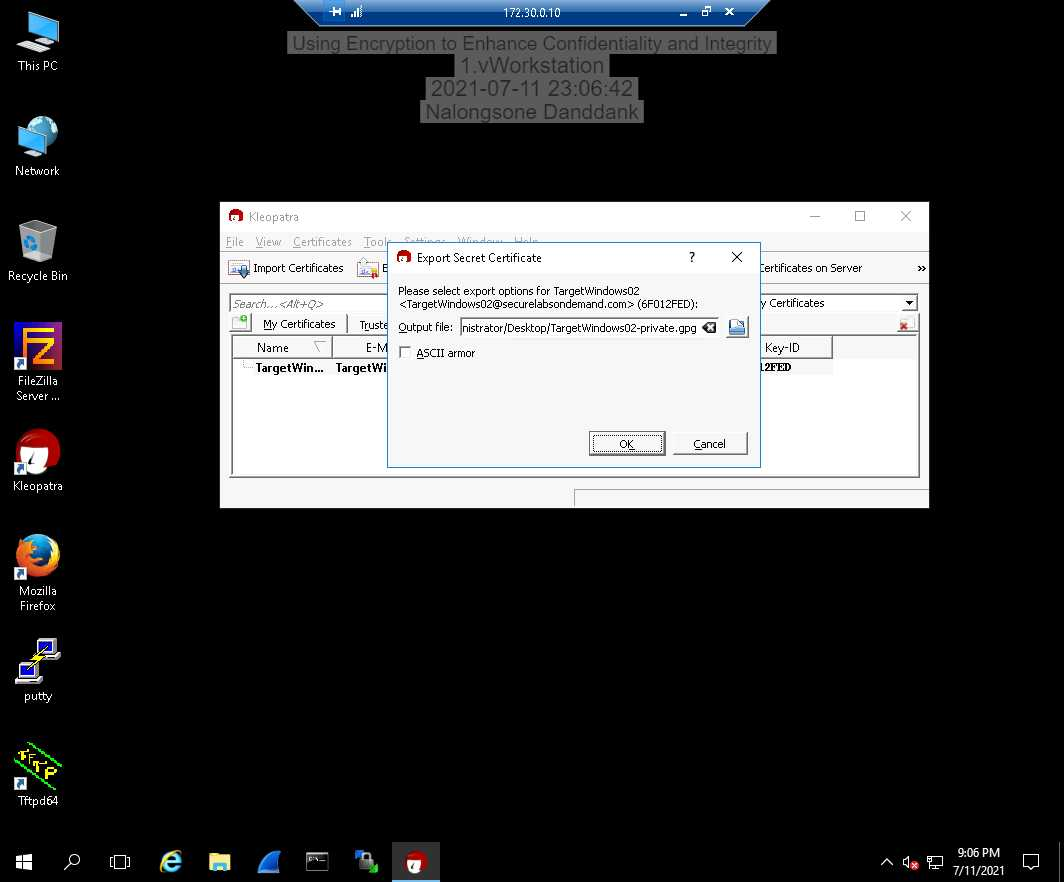 172.30.0.10
Using Encryption to Enhance Confidentiality and Integrity
1.vWorkstation
2021-07-11 23:06:42
Nalongsone Danddank
This PC
Network
Recycle Bin
FileZilla
Server ...
Kleopatra
Mozilla
Firefox
putty
Tftpd64
Kleopatra
File View Certificates Tools Settings Window Help
Import Certificates E
Certificates on Server »
Search...<Alt+Q>
y Certificates
My Certificates Truste
Name E-M Key-ID
TargetWin... TargetWi 12FED
Export Secret Certificate ?
Please select export options for TargetWindows02
<TargetWindows02@securelabsondemand.com> (6F012FED):
Output file: nistrator/Desktop/TargetWindows02-private.gpg
ASCII armor
OK Cancel
9:06 PM
7/11/2021